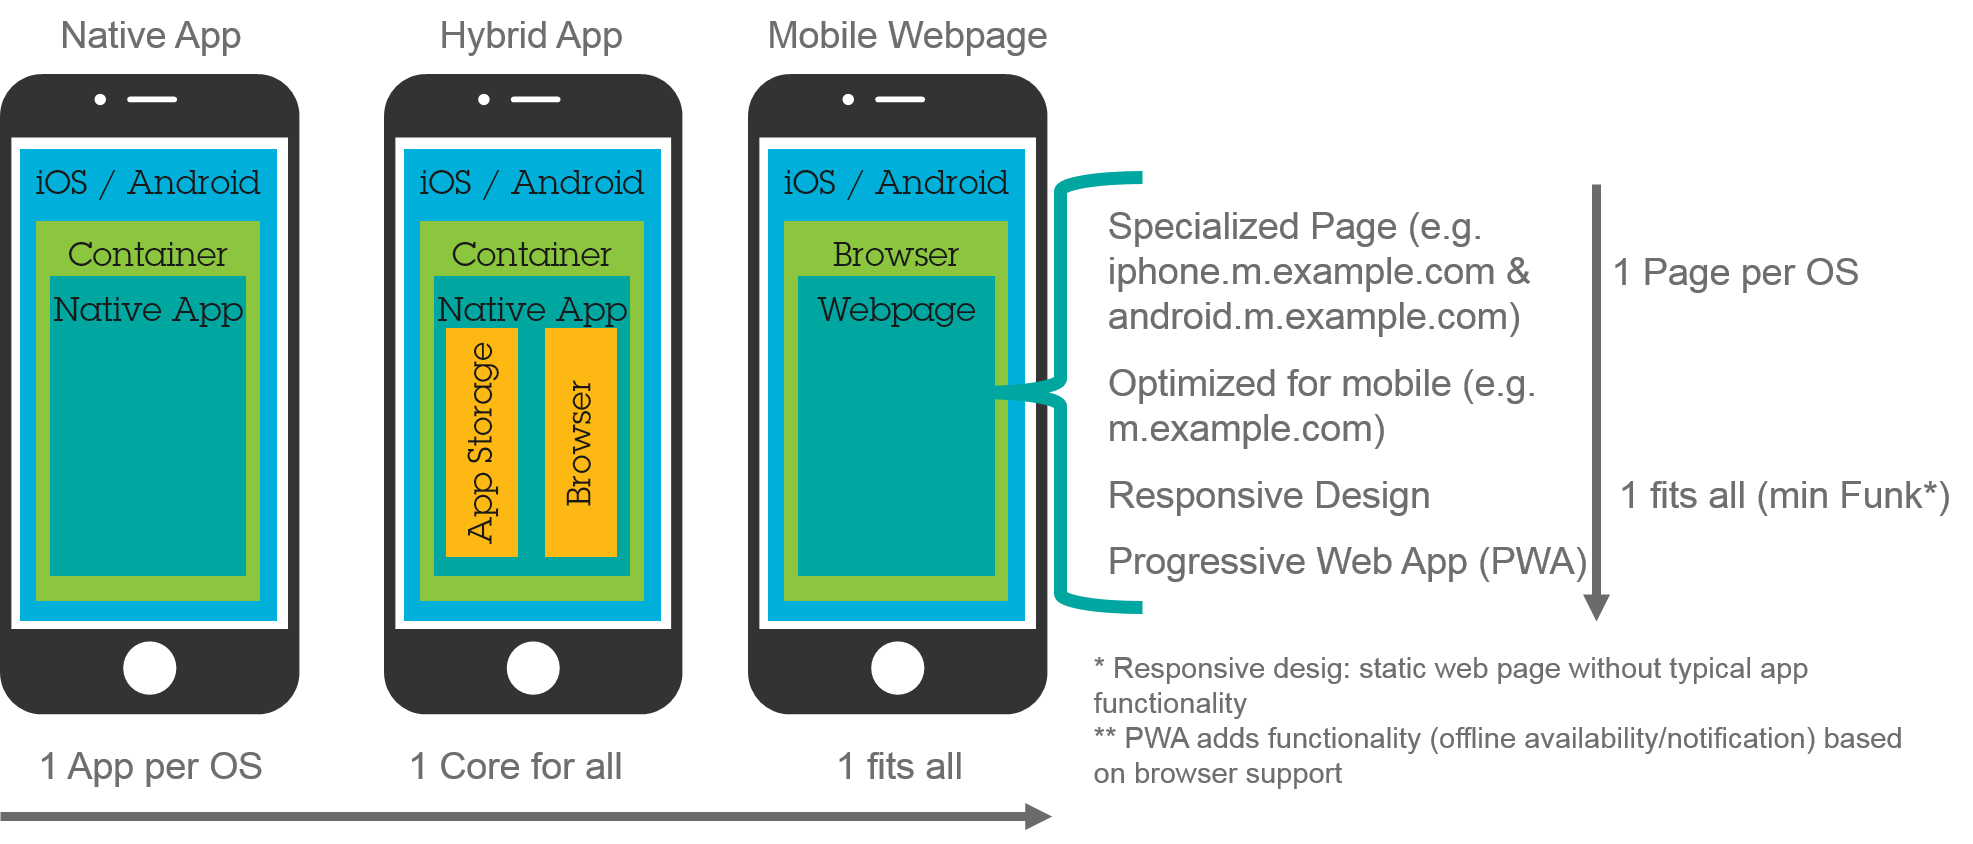 Native App
Hybrid App
Mobile Webpage
iOS / Android
Container
Native App
iOS / Android
Container
Native App
App Storage
Browser
iOS / Android
Browser
Webpage
Specialized Page (e.g.
iphone.m.example.com &
android.m.example.com)
Optimized for mobile (e.g.
m.example.com)
Responsive Design
Progressive Web App (PWA)
1 Page per OS
1 fits all (min Funk*)
* Responsive desig: static web page without typical app
functionality
** PWA adds functionality (offline availability/notification) based
on browser support
1 App per OS
1 Core for all
1 fits all